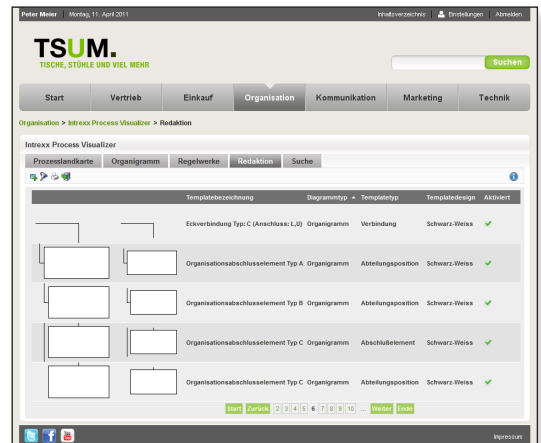 Peter Meier Montag, 11. April 2011 Inhaltsverzeichnis Einstellungen Abmelden
TSUM.
TISCHE, STÜHLE UND VIEL MEHR
Suchen
Start Vertrieb Einkauf Organisation Kommunikation Marketing Technik
Organisation > Intrexx Process Visualizer > Redaktion
Intrexx Process Visualizer
Prozesslandkarte Organigramm Regelwerke Redaktion Suche
Templatebezeichnung Diagrammtyp Templatetyp Templatedesign Aktiviert
Eckverbindung Typ: C (Anschluss: L,U) Organigramm Verbindung Schwarz-Weiss
Organisationsabschlusselement Typ A Organigramm Abteilungsposition Schwarz-Weiss
Organisationsabschlusselement Typ B Organigramm Abteilungsposition Schwarz-Weiss
Organisationsabschlusselement Typ C Organigramm Abschlußelement Schwarz-Weiss
Organisationsabschlusselement Typ C Organigramm Abteilungsposition Schwarz-Weiss
Start Zurück 2 3 4 5 6 7 8 9 10 ... Weiter Ende
Impressum